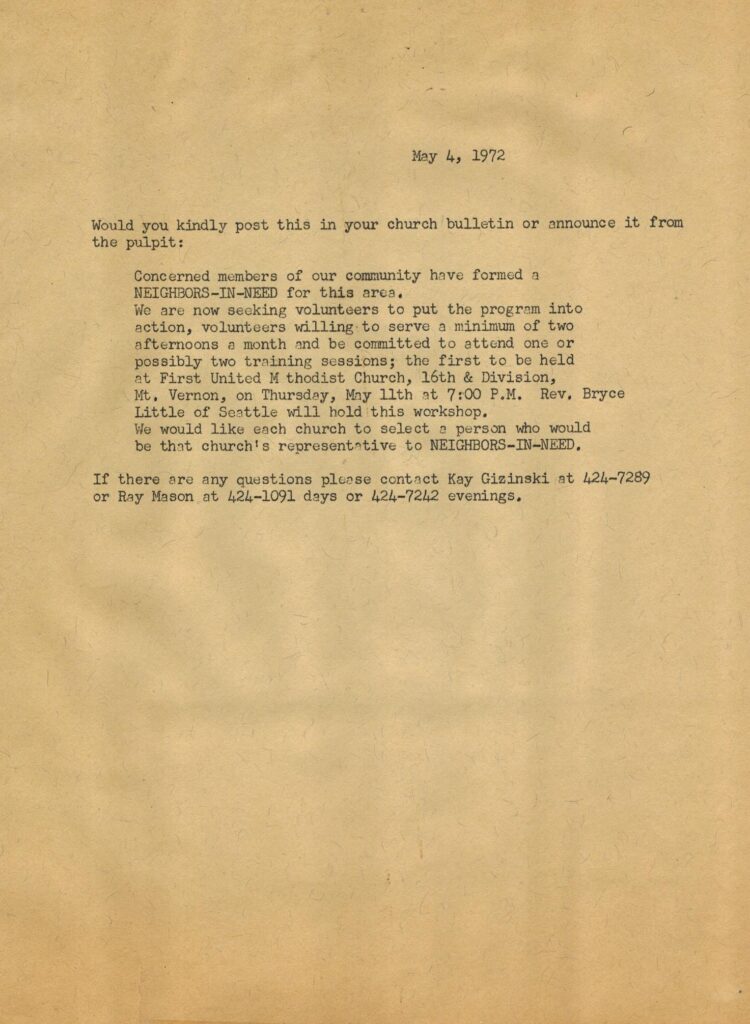 May 4, 1972
Would you kindly post this in your church bulletin or announce it from
the pulpit:
Concerned members of our community have formed a
NEIGHBORS-IN-NEED for this area.
We are now seeking volunteers to put the program into
action, volunteers willing to serve a minimum of two
afternoons a month and be committed to attend one or
possibly two training sessions; the first to be held
at First United M thodist Church, 16th & Division,
Mt. Vernon, on Thursday, May 11th at 7:00 P.M.  Rev. Bryce
Little of Seattle will hold this workshop.
We would like each church to select a person who would
be that church's representative to NEIGHBORS-IN-NEED.
If there are any questions please contact Kay Gizinski at 424-7289
or Ray Mason at 424-1091 days or 424-7242 evenings.